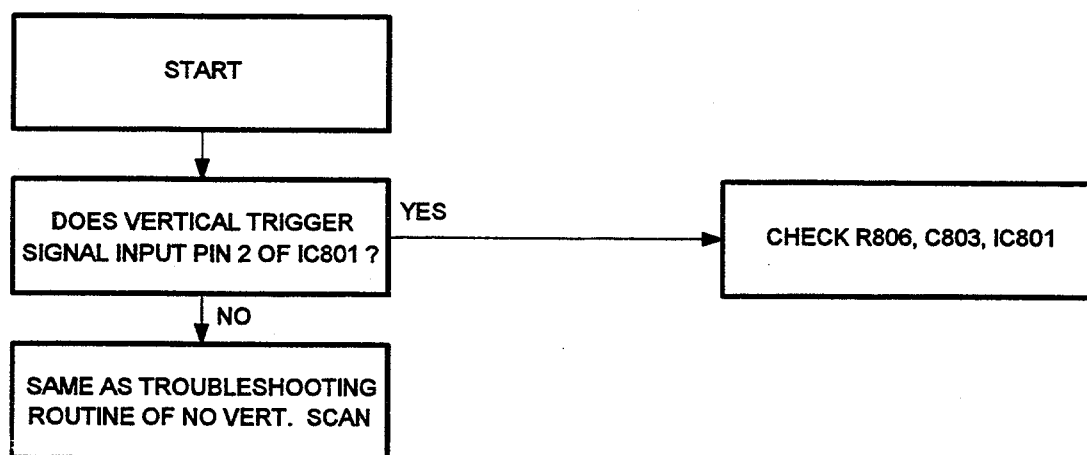 START
DOES VERTICAL TRIGGER
SIGNAL INPUT PIN 2 OF IC801 ?
YES
CHECK R806, C803, IC801
NO
SAME AS TROUBLESHOOTING
ROUTINE OF NO VERT. SCAN